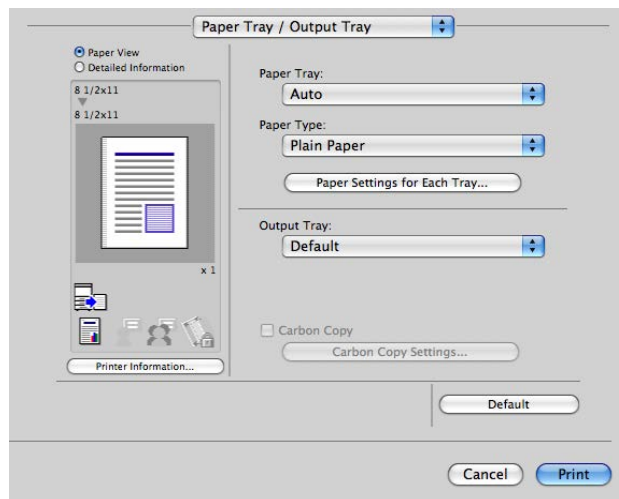 Paper Tray / Output Tray
Paper View
Detailed Information
8 1/2x11
8 1/2x11
x 1
Printer Information...
Paper Tray:
Auto
Paper Type:
Plain Paper
Paper Settings for Each Tray...
Output Tray:
Default
Carbon Copy
Carbon Copy Settings...
Default
Cancel
Print